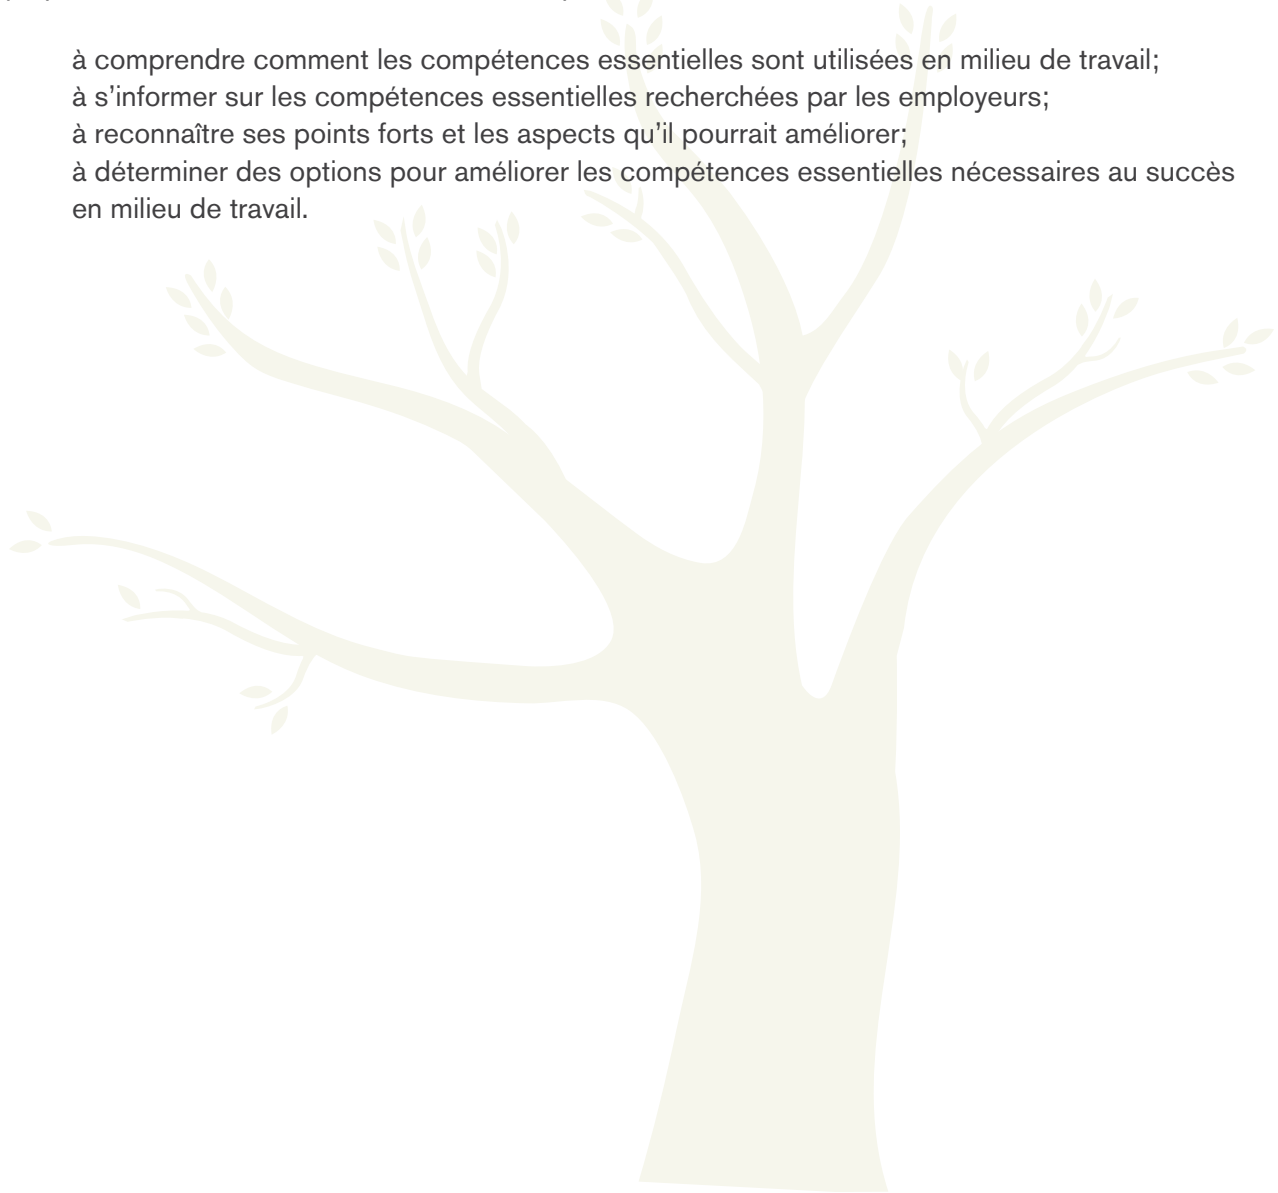 à comprendre comment les compétences essentielles sont utilisées en milieu de travail;
à s’informer sur les compétences essentielles recherchées par les employeurs;
à reconnaître ses points forts et les aspects qu’il pourrait améliorer;
à déterminer des options pour améliorer les compétences essentielles nécessaires au succès
en milieu de travail.